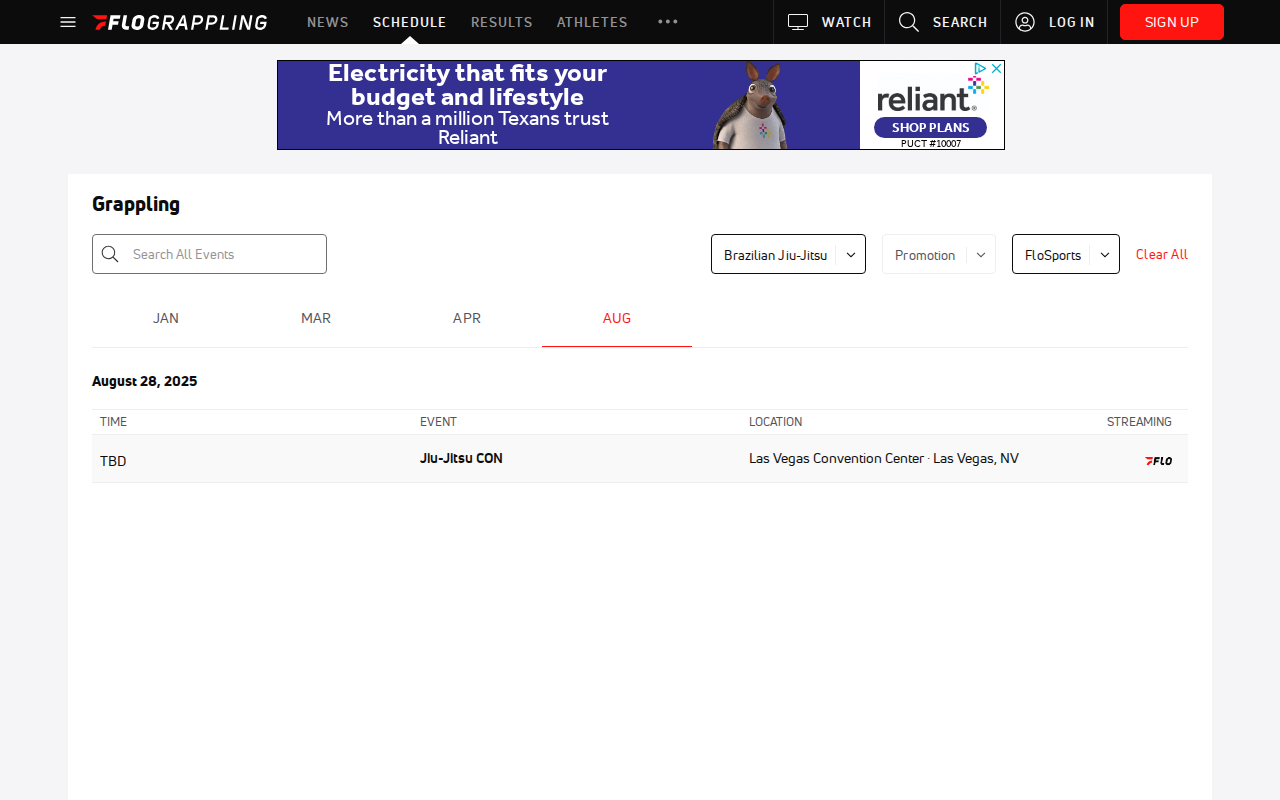 FLOGRAPPLING NEWS SCHEDULE RESULTS ATHLETES WATCH SEARCH LOG IN SIGN UP
Electricity that fits your
budget and lifestyle
More than a million Texans trust
Reliant
reliant®
SHOP PLANS
PUCT #10007
Grappling
Search All Events Brazilian Jiu-Jitsu Promotion FloSports Clear All
JAN MAR APR AUG
August 28, 2025
TIME EVENT LOCATION STREAMING
TBD Jiu-Jitsu CON Las Vegas Convention Center · Las Vegas, NV FLO